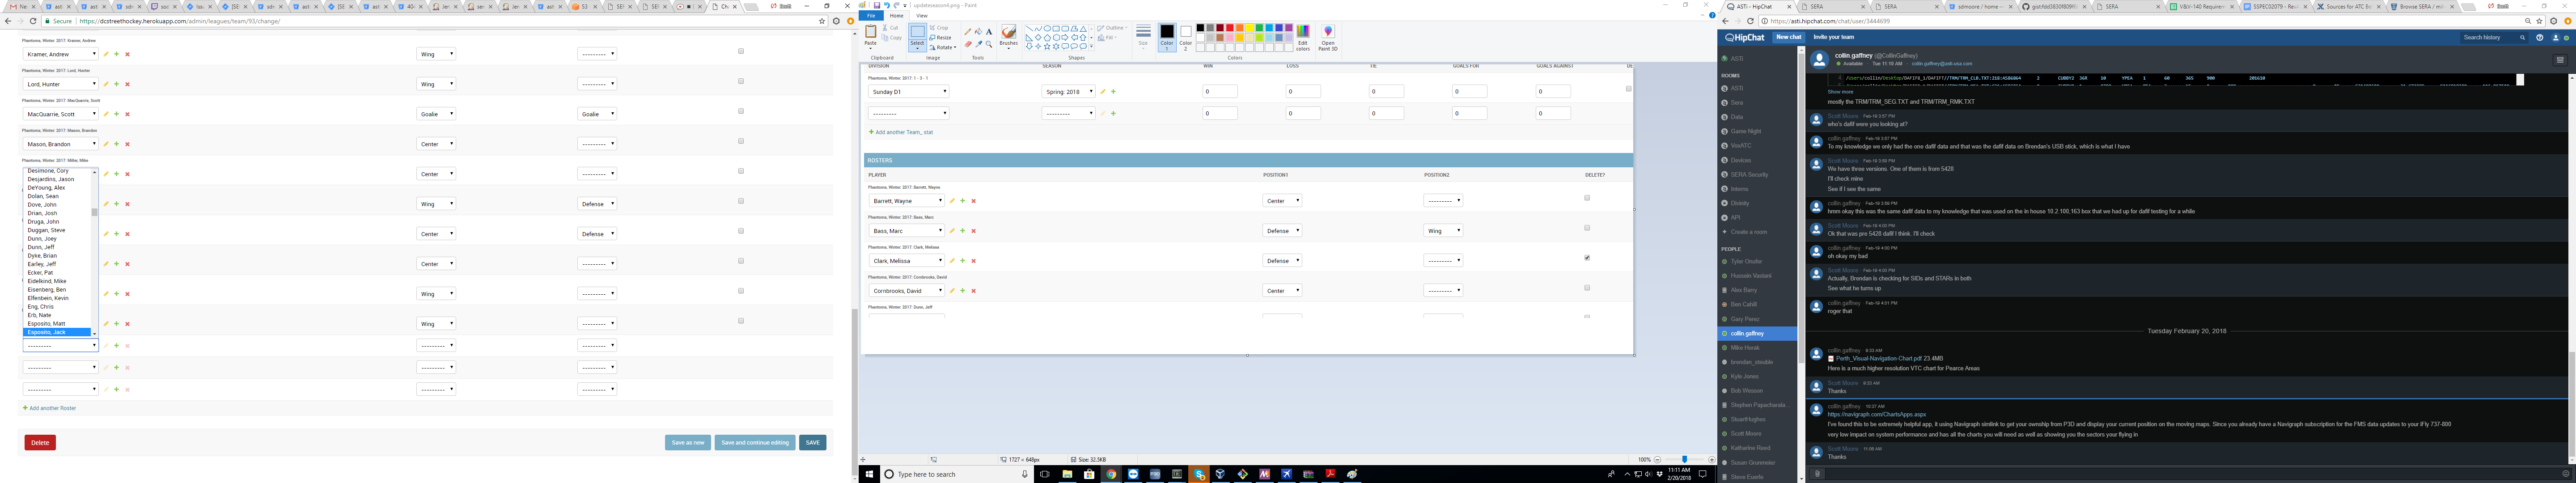 Secure
https://dcstreethockey.herokuapp.com/admin/leagues/team/93/change/
Phantoms, Winter: 2017: Kramer, Andrew
Kramer, Andrew Wing ---------
Phantoms, Winter: 2017: Lord, Hunter
Lord, Hunter Wing ---------
Phantoms, Winter: 2017: MacQuarrie, Scott
MacQuarrie, Scott Goalie Goalie
Phantoms, Winter: 2017: Mason, Brandon
Mason, Brandon Center ---------
Center ---------
Desimone, Cory
Desjardins, Jason
DeYoung, Alex
Dolan, Sean
Dove, John
Drian, Josh
Druga, John
Duggan, Steve
Dunn, Joey
Dunn, Jeff
Dyke, Brian
Earley, Jeff
Ecker, Pat
Eidelkind, Mike
Eisenberg, Ben
Elfenbein, Kevin
Eng, Chris
Erb, Nate
Esposito, Matt
Esposito, Jack
Wing Defense
Center Defense
Center ---------
Wing ---------
Wing ---------
--------- --------- ---------
--------- --------- ---------
--------- --------- ---------
Add another Roster
Delete
Save as new
Save and continue editing
SAVE
updateseason4.png - Paint
File Home View
Paste
Cut
Copy
Clipboard
Select
Crop
Resize
Rotate
Image
Tools
Brushes
Shapes
Outline
Fill
Size
Color 1
Color 2
Edit colors
Open Paint 3D
Colors
DIVISION SEASON WIN LOSS TIE GOALS FOR GOALS AGAINST
Phantoms, Winter: 2017: 1 - 3 - 1
Sunday D1 Spring: 2018 0 0 0 0 0
--------- --------- 0 0 0 0 0
Add another Team_ stat
ROSTERS
PLAYER POSITION1 POSITION2 DELETE?
Phantoms, Winter: 2017: Barrett, Wayne
Barrett, Wayne Center ---------
Phantoms, Winter: 2017: Bass, Marc
Bass, Marc Defense Wing
Phantoms, Winter: 2017: Clark, Melissa
Clark, Melissa Defense ---------
Phantoms, Winter: 2017: Cornbrooks, David
Cornbrooks, David Center ---------
Phantoms, Winter: 2017: Dunn, Jeff
1727 × 648px
Size: 32.5KB
100%
Type here to search
11:11 AM
2/20/2018
ASTI – HipChat
SERA
SERA
sdmoore / home
SERA
https://asti.hipchat.com/chat/user/3444699
HipChat
New chat
Invite your team
Search history
ASTI
ROOMS
ASTI
Sera
Data
Game Night
VoxATC
Devices
SERA Security
Interns
Divinity
API
Create a room
PEOPLE
Tyler Onufer
Hussein Vastani
Alex Barry
Ben Cahill
Gary Perez
collin.gaffney
Mike Horak
brendan_stouble
Kyle Jones
Bob Wesson
StuartHughes
Scott Moore
Katharine Reed
Susan Grunmeier
Steve Euefe
collin.gaffney (@CollinGaffney)
Available Tue 11:10 AM collin.gaffney@asti-usa.com
Show more
mostly the TRM/TRM_SEG.TXT and TRM/TRM_RMK.TXT
Scott Moore Feb-19 3:57 PM
who's dafif were you looking at?
collin.gaffney Feb-19 3:57 PM
To my knowledge we only had the one dafif data and that was the dafif data on Brendan's USB stick, which is what I have
Scott Moore Feb-19 3:58 PM
We have three versions. One of them is from 5428
I'll check mine
See if I see the same
collin.gaffney Feb-19 3:59 PM
hmm okay this was the same dafif data to my knowledge that was used on the in house 10.2.100.163 box that we had up for dafif testing for a while
Scott Moore Feb-19 4:00 PM
Ok that was pre 5428 dafif I think. I'll check
collin.gaffney Feb-19 4:00 PM
oh okay my bad
Scott Moore Feb-19 4:00 PM
Actually, Brendan is checking for SIDs and STARs in both
See what he turns up
collin.gaffney Feb-19 4:01 PM
roger that
Tuesday February 20, 2018
collin.gaffney 8:33 AM
Perth_Visual-Navigation-Chart.pdf 23.4MB
Here is a much higher resolution VTC chart for Pearce Areas
Scott Moore 9:33 AM
Thanks
collin.gaffney 10:37 AM
https://navigraph.com/ChartsApps.aspx
I've found this to be extremely helpful app, it using Navigraph simlink to get your ownship from P3D and display your current position on the moving maps. Since you already have a Navigraph subscription for the FMS data updates to your iFly 737-800
very low impact on system performance and has all the charts you will need as well as showing you the sectors your flying in
Scott Moore 11:08 AM
Thanks